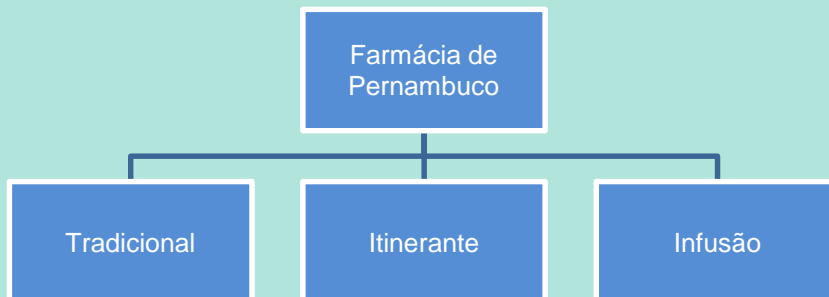 Farmácia de
Pernambuco
Tradicional
Itinerante
Infusão